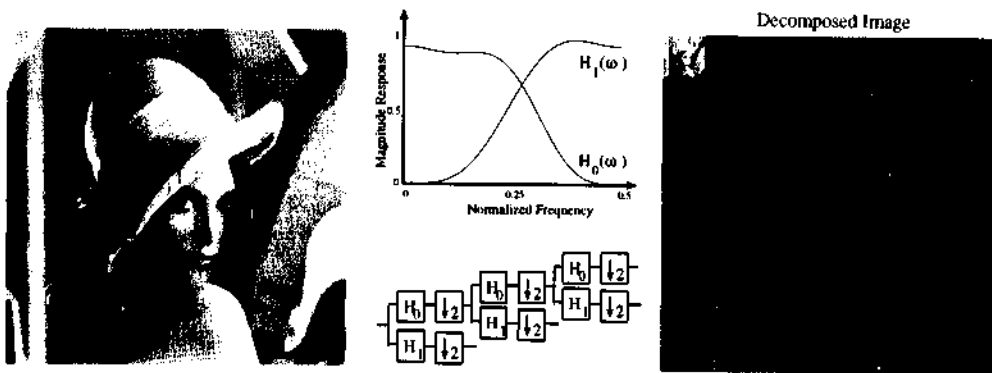 Decomposed Image
Magnitude Response
1
0.5
0
H₁(ω)
H₀(ω)
0 0.25 0.5
Normalized Frequency
H₀ ↓2
H₁ ↓2
H₀ ↓2
H₁ ↓2
H₀ ↓2
H₁ ↓2